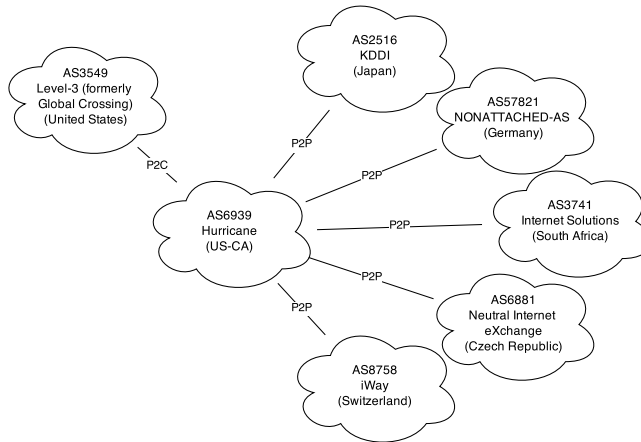 AS2516
KDDI
(Japan)
AS3549
Level-3 (formerly
Global Crossing)
(United States)
AS57821
NONATTACHED-AS
(Germany)
P2P
P2C
P2P
AS6939
Hurricane
(US-CA)
AS3741
Internet Solutions
(South Africa)
P2P
P2P
AS6881
Neutral Internet
eXchange
(Czech Republic)
P2P
AS8758
iWay
(Switzerland)